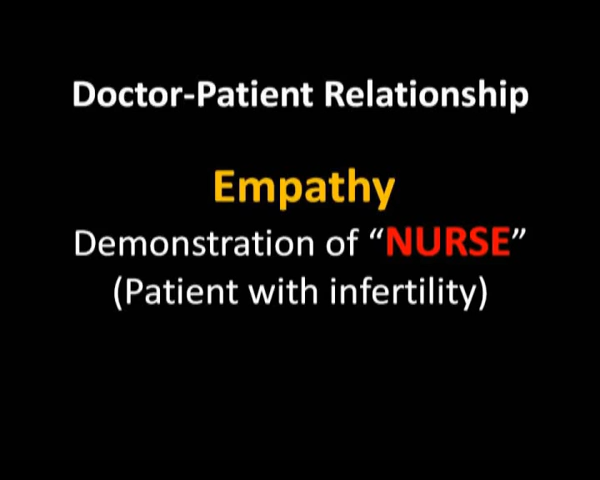 Doctor-Patient Relationship
Empathy
Demonstration of “NURSE”
(Patient with infertility)